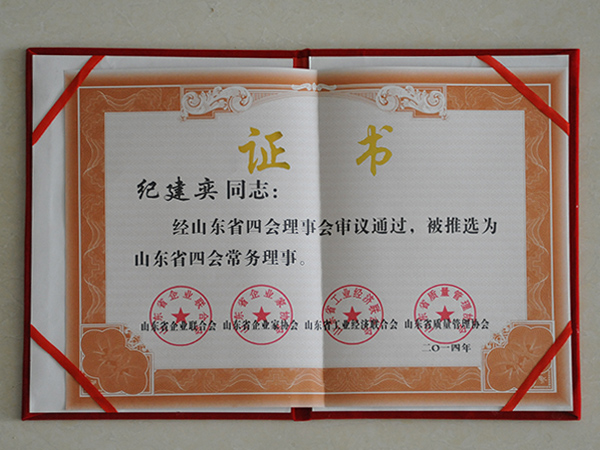 证 书
纪建奕 同志：
经山东省四会理事会审议通过，被推选为
山东省四会常务理事。
山东省企业联合会 山东省企业家协会 山东省工业经济联合会 山东省质量管理协会
二〇一四年